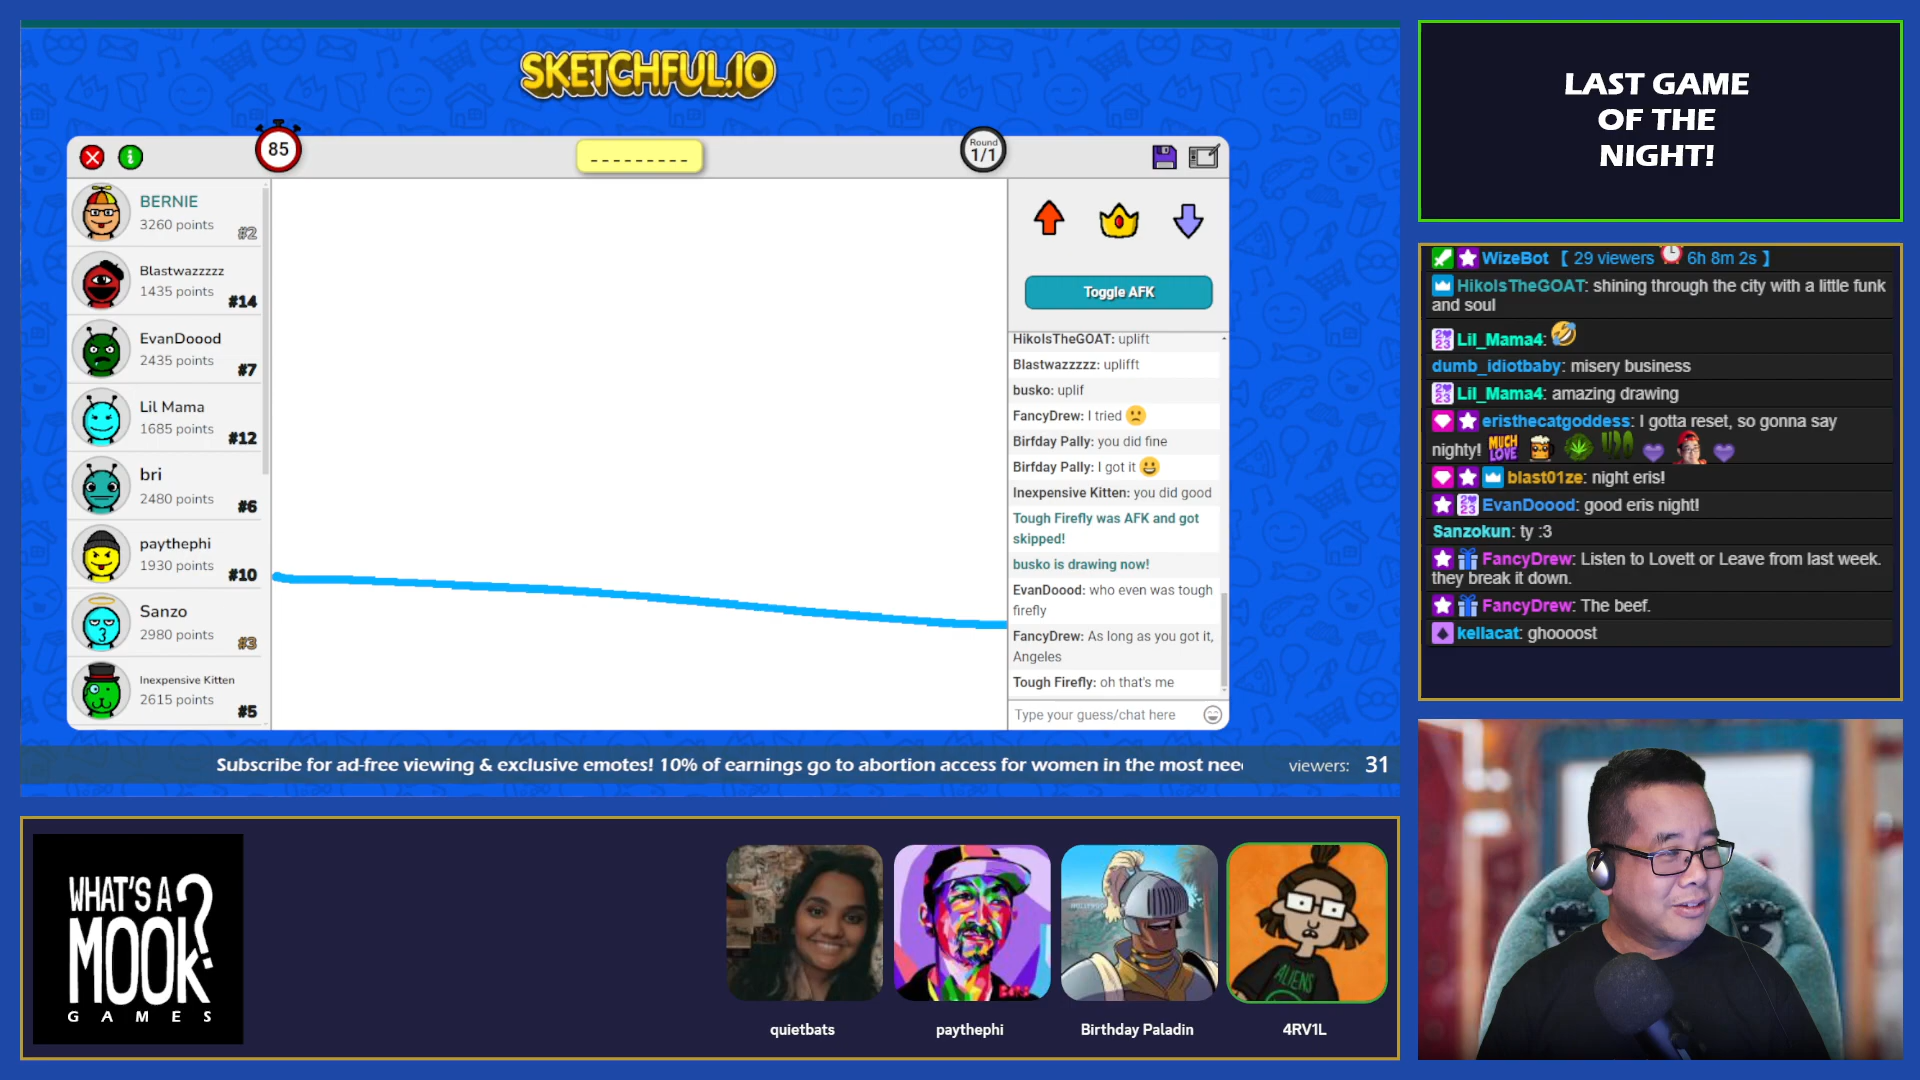 SKETCHFUL.IO
85
_ _ _ _ _ _ _ _ _
Round
1/1
BERNIE
3260 points
#2
Blastwazzzzz
1435 points
#14
EvanDoood
2435 points
#7
Lil Mama
1685 points
#12
bri
2480 points
#6
paythephi
1930 points
#10
Sanzo
2980 points
#3
Inexpensive Kitten
2615 points
#5
Toggle AFK
HikoIsTheGOAT: uplift
Blastwazzzzz: uplifft
busko: uplif
FancyDrew: I tried 🙁
Birfday Pally: you did fine
Birfday Pally: I got it 😀
Inexpensive Kitten: you did good
Tough Firefly was AFK and got
skipped!
busko is drawing now!
EvanDoood: who even was tough
firefly
FancyDrew: As long as you got it,
Angeles
Tough Firefly: oh that's me
Type your guess/chat here
Subscribe for ad-free viewing & exclusive emotes! 10% of earnings go to abortion access for women in the most nee
viewers: 31
LAST GAME
OF THE
NIGHT!
WizeBot [ 29 viewers ⏰ 6h 8m 2s ]
HikoIsTheGOAT: shining through the city with a little funk
and soul
Lil_Mama4: 🤣
dumb_idiotbaby: misery business
Lil_Mama4: amazing drawing
eristhecatgoddess: I gotta reset, so gonna say
nighty! MUCH LOVE
blast01ze: night eris!
EvanDoood: good eris night!
Sanzokun: ty :3
FancyDrew: Listen to Lovett or Leave from last week.
they break it down.
FancyDrew: The beef.
kellacat: ghoooost
WHAT'S A
MOOK?
GAMES
ALIENS
quietbats
paythephi
Birthday Paladin
4RV1L